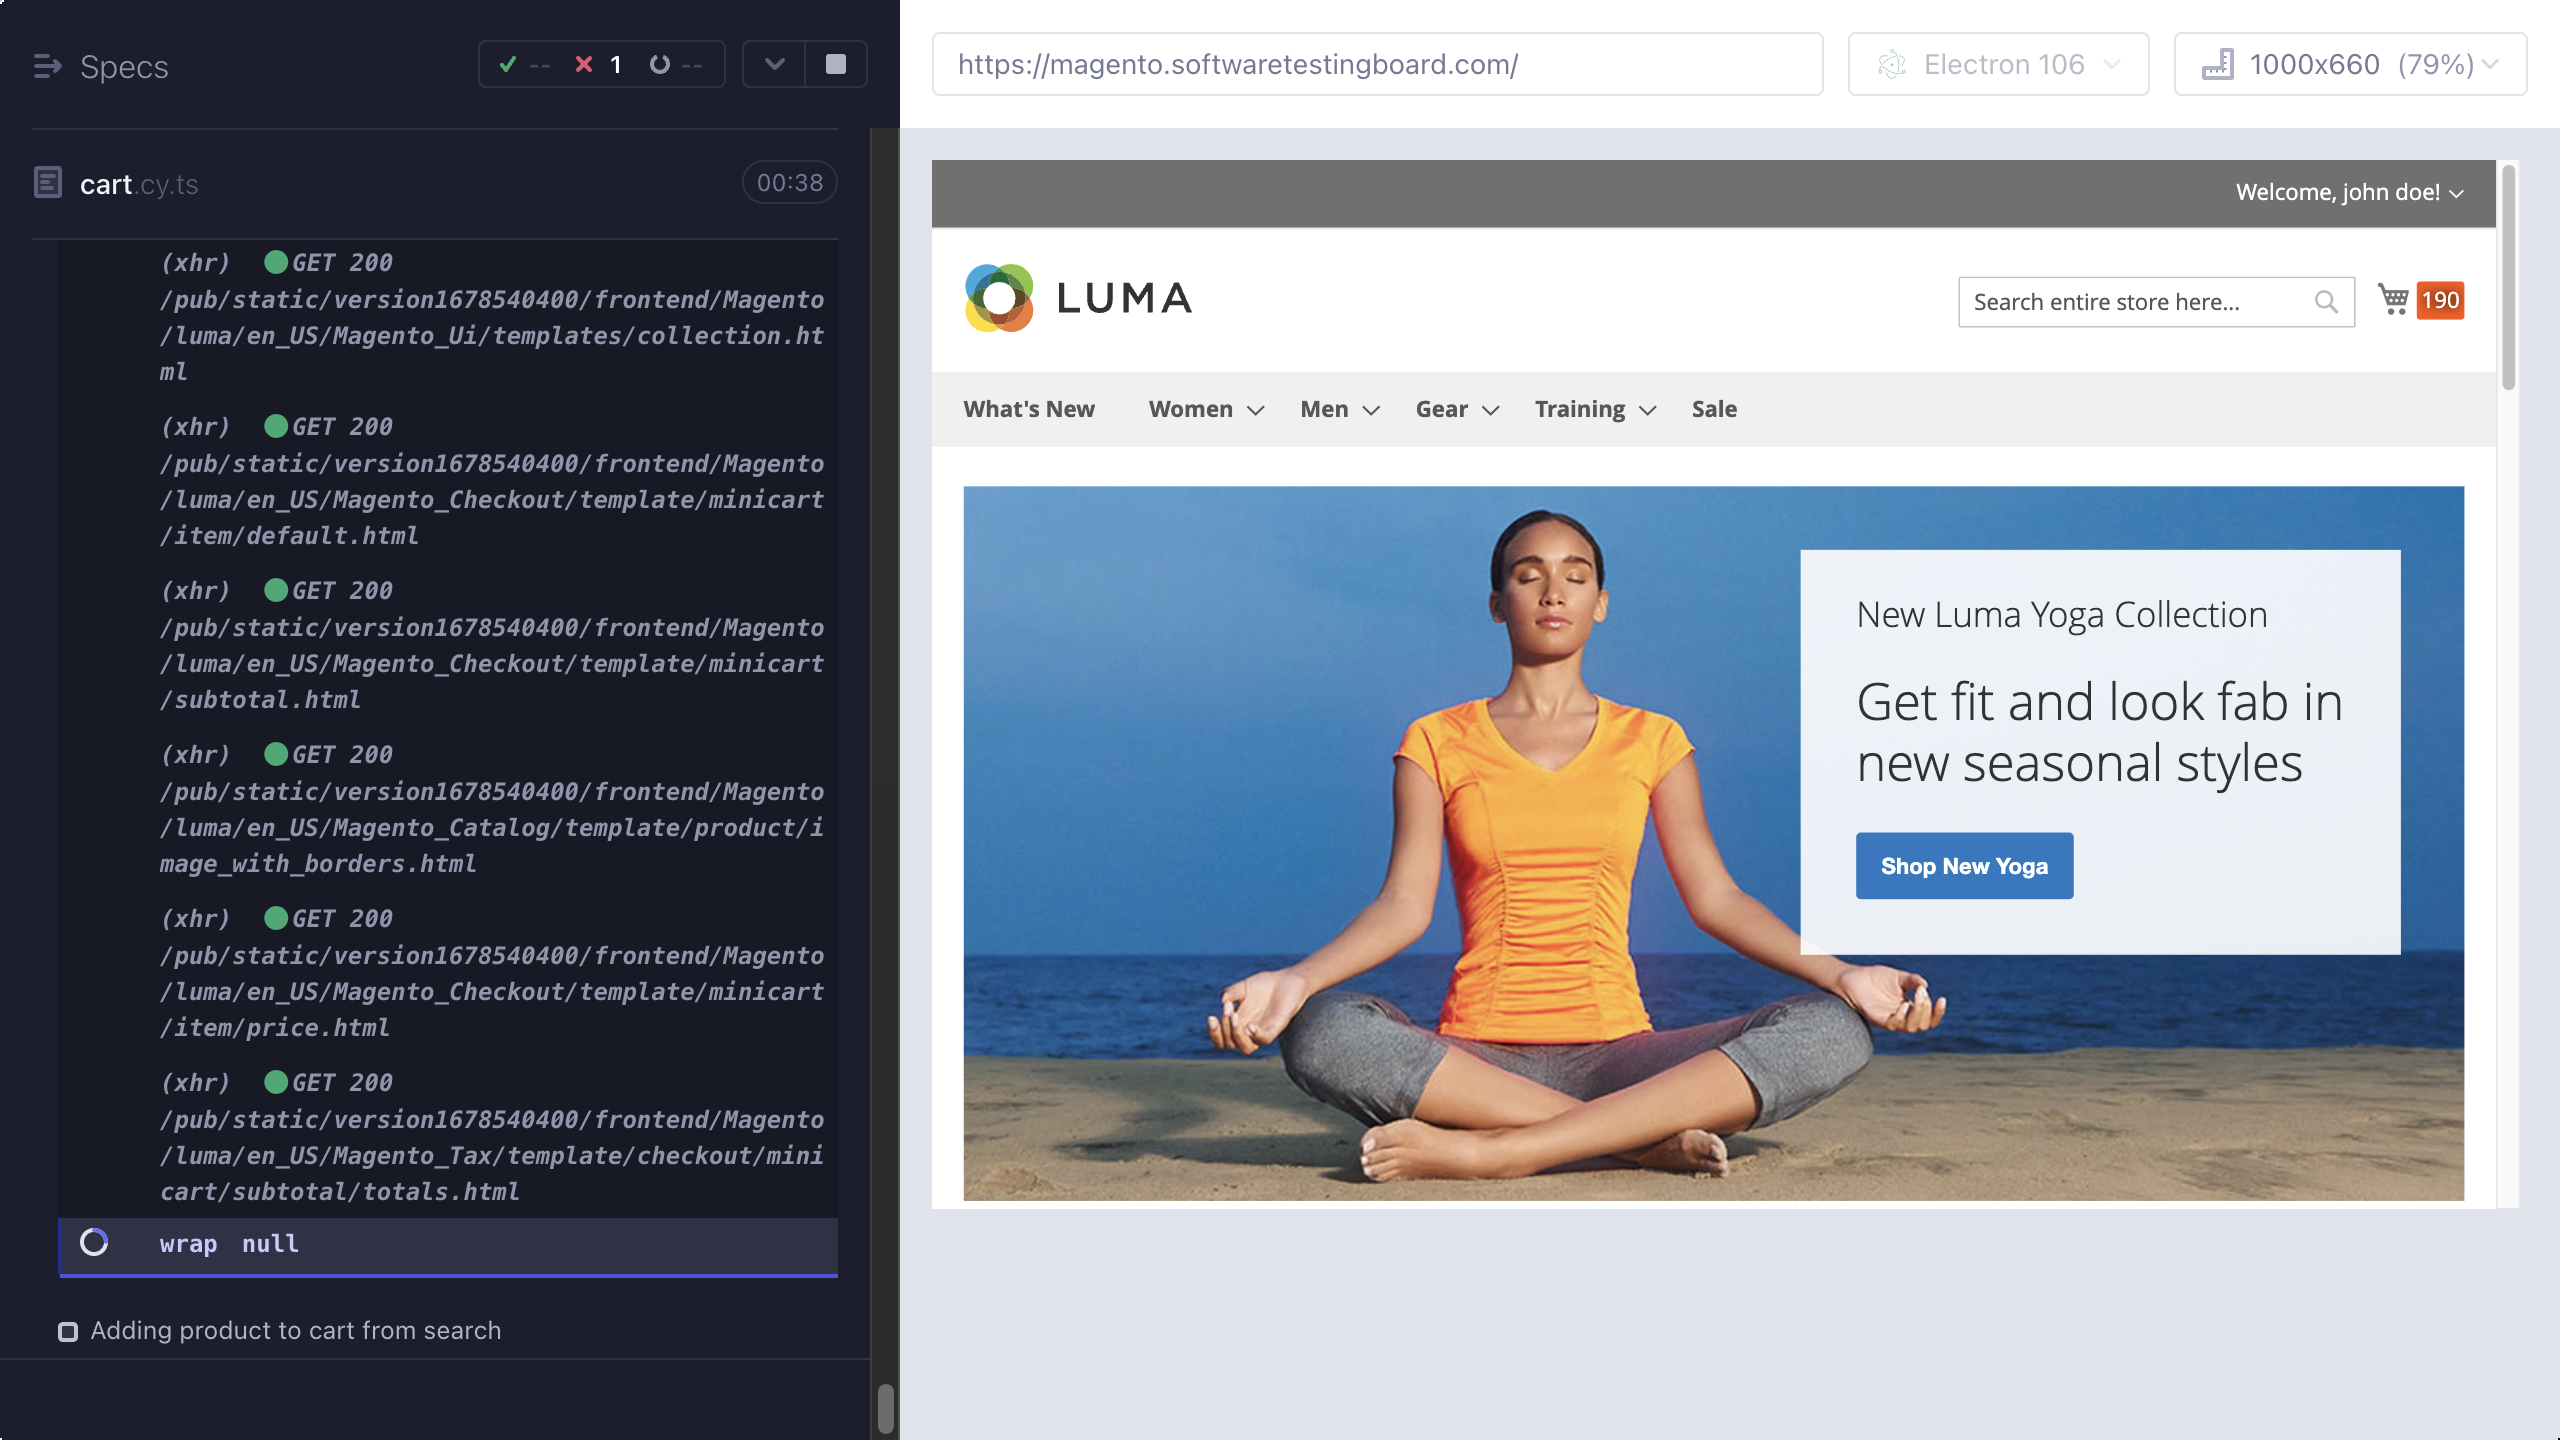 Specs
-- 1 --
cart.cy.ts
00:38
(xhr) GET 200
/pub/static/version1678540400/frontend/Magento
/luma/en_US/Magento_Ui/templates/collection.ht
ml
(xhr) GET 200
/pub/static/version1678540400/frontend/Magento
/luma/en_US/Magento_Checkout/template/minicart
/item/default.html
(xhr) GET 200
/pub/static/version1678540400/frontend/Magento
/luma/en_US/Magento_Checkout/template/minicart
/subtotal.html
(xhr) GET 200
/pub/static/version1678540400/frontend/Magento
/luma/en_US/Magento_Catalog/template/product/i
mage_with_borders.html
(xhr) GET 200
/pub/static/version1678540400/frontend/Magento
/luma/en_US/Magento_Checkout/template/minicart
/item/price.html
(xhr) GET 200
/pub/static/version1678540400/frontend/Magento
/luma/en_US/Magento_Tax/template/checkout/mini
cart/subtotal/totals.html
wrap null
Adding product to cart from search
https://magento.softwaretestingboard.com/
Electron 106
1000x660 (79%)
Welcome, john doe!
LUMA
Search entire store here...
190
What's New Women Men Gear Training Sale
New Luma Yoga Collection
Get fit and look fab in
new seasonal styles
Shop New Yoga